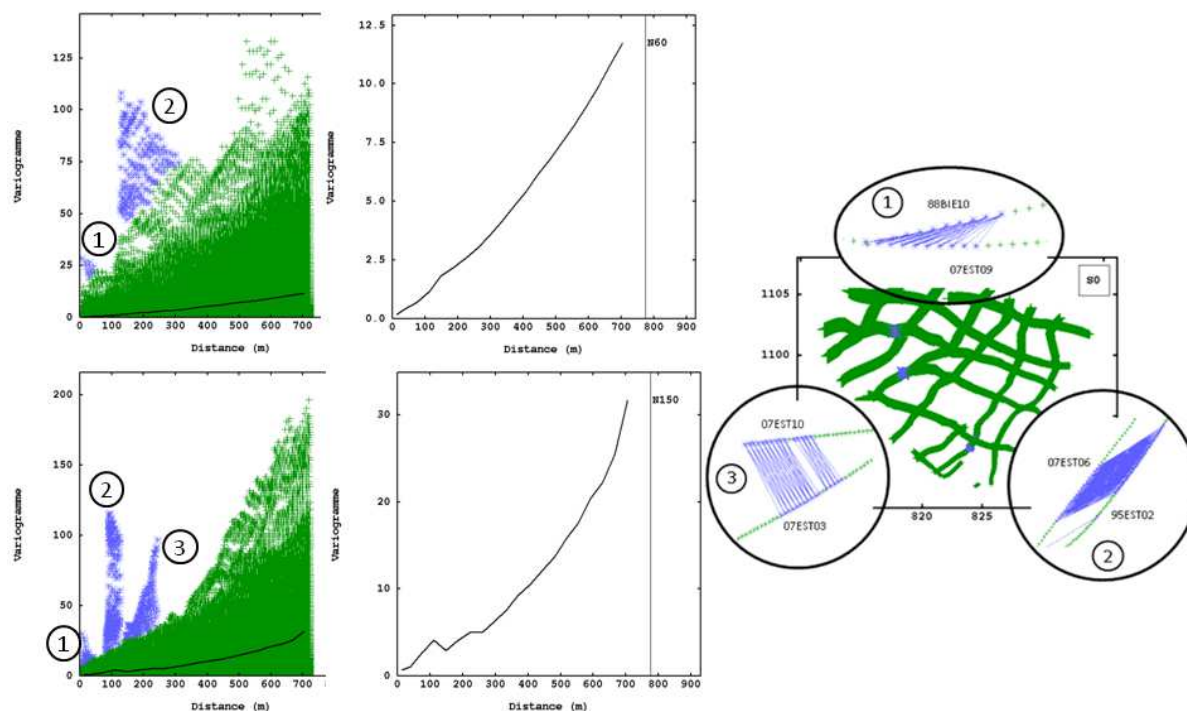 Variogramme
125
100
75
50
25
0
0 100 200 300 400 500 600 700
Distance (m)
1
2
Variogramme
12.5
10.0
7.5
5.0
2.5
0.0
0 100 200 300 400 500 600 700 800 900
Distance (m)
N60
Variogramme
200
150
100
50
0
0 100 200 300 400 500 600 700
Distance (m)
1
2
3
Variogramme
30
20
10
0
0 100 200 300 400 500 600 700 800 900
Distance (m)
N150
1
88BIE10
07EST09
S0
1105
1100
820 825
07EST10
3
07EST03
07EST06
95EST02
2